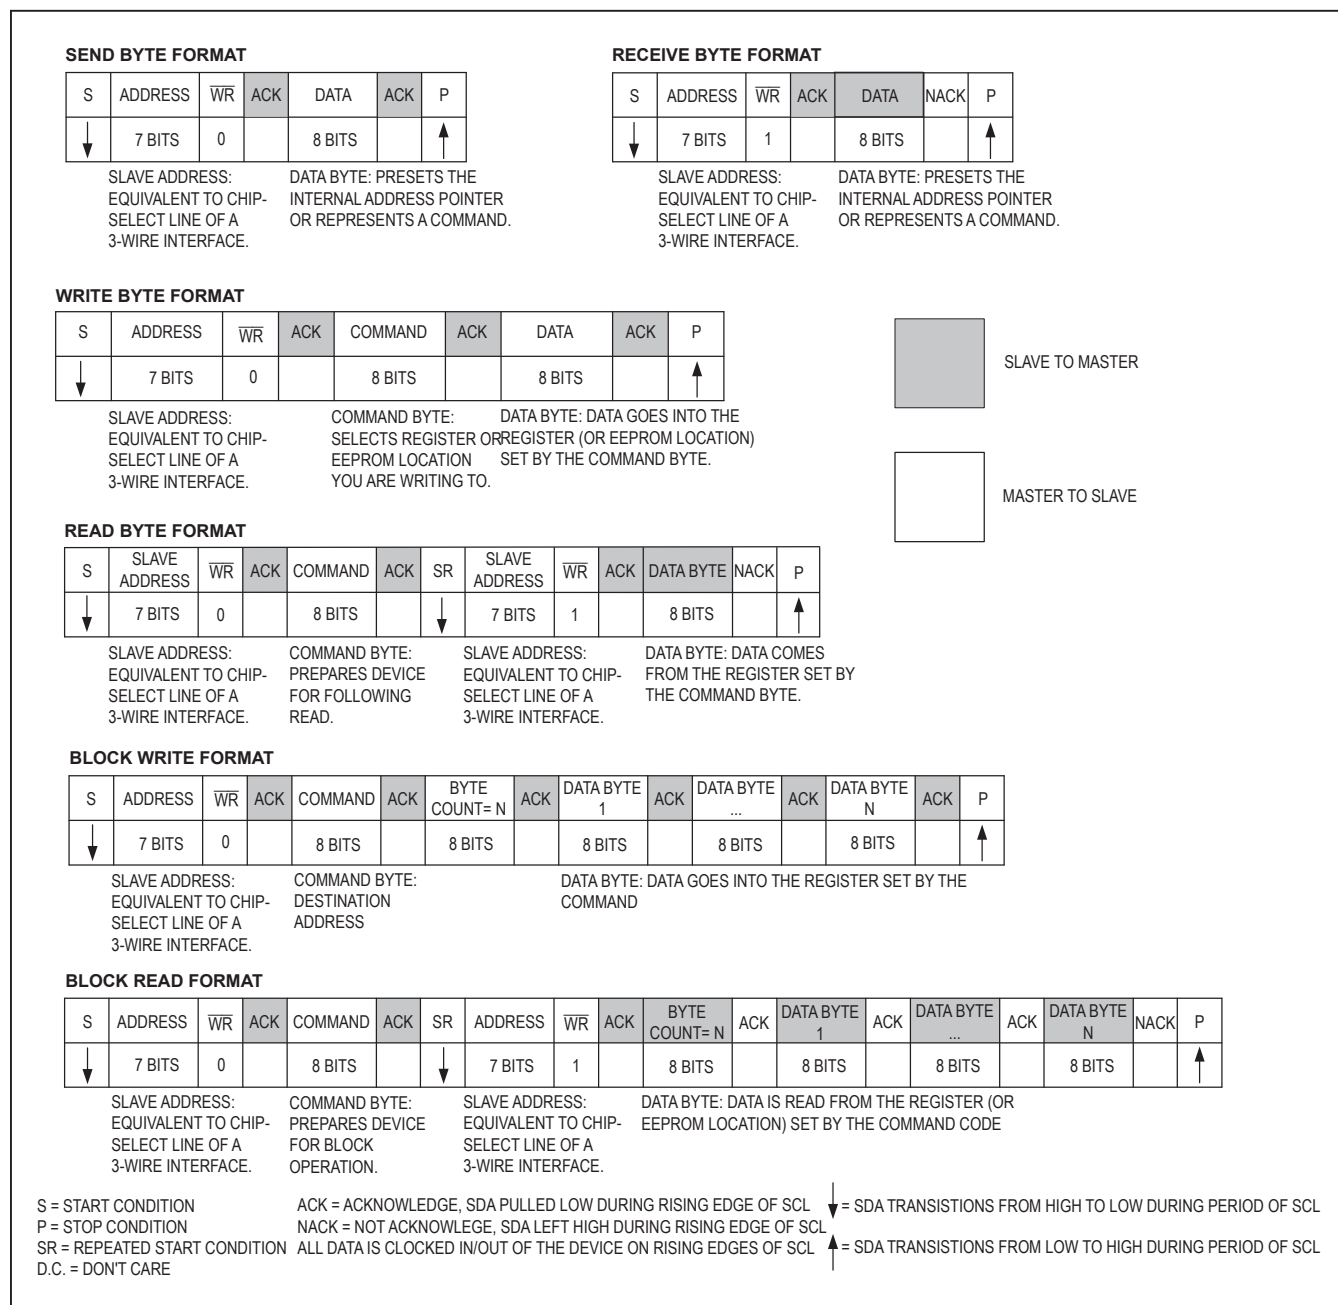 SEND BYTE FORMAT
S ADDRESS WR ACK DATA ACK P
7 BITS 0 8 BITS
SLAVE ADDRESS:
EQUIVALENT TO CHIP-
SELECT LINE OF A
3-WIRE INTERFACE.
DATA BYTE: PRESETS THE
INTERNAL ADDRESS POINTER
OR REPRESENTS A COMMAND.
RECEIVE BYTE FORMAT
S ADDRESS WR ACK DATA NACK P
7 BITS 1 8 BITS
SLAVE ADDRESS:
EQUIVALENT TO CHIP-
SELECT LINE OF A
3-WIRE INTERFACE.
DATA BYTE: PRESETS THE
INTERNAL ADDRESS POINTER
OR REPRESENTS A COMMAND.
WRITE BYTE FORMAT
S ADDRESS WR ACK COMMAND ACK DATA ACK P
7 BITS 0 8 BITS 8 BITS
SLAVE ADDRESS:
EQUIVALENT TO CHIP-
SELECT LINE OF A
3-WIRE INTERFACE.
COMMAND BYTE:
SELECTS REGISTER OR
EEPROM LOCATION
YOU ARE WRITING TO.
DATA BYTE: DATA GOES INTO THE
REGISTER (OR EEPROM LOCATION)
SET BY THE COMMAND BYTE.
SLAVE TO MASTER
MASTER TO SLAVE
READ BYTE FORMAT
S SLAVE ADDRESS WR ACK COMMAND ACK SR SLAVE ADDRESS WR ACK DATA BYTE NACK P
7 BITS 0 8 BITS 7 BITS 1 8 BITS
SLAVE ADDRESS:
EQUIVALENT TO CHIP-
SELECT LINE OF A
3-WIRE INTERFACE.
COMMAND BYTE:
PREPARES DEVICE
FOR FOLLOWING
READ.
SLAVE ADDRESS:
EQUIVALENT TO CHIP-
SELECT LINE OF A
3-WIRE INTERFACE.
DATA BYTE: DATA COMES
FROM THE REGISTER SET BY
THE COMMAND BYTE.
BLOCK WRITE FORMAT
S ADDRESS WR ACK COMMAND ACK BYTE COUNT= N ACK DATA BYTE 1 ACK DATA BYTE ... ACK DATA BYTE N ACK P
7 BITS 0 8 BITS 8 BITS 8 BITS 8 BITS 8 BITS
SLAVE ADDRESS:
EQUIVALENT TO CHIP-
SELECT LINE OF A
3-WIRE INTERFACE.
COMMAND BYTE:
DESTINATION
ADDRESS
DATA BYTE: DATA GOES INTO THE REGISTER SET BY THE
COMMAND
BLOCK READ FORMAT
S ADDRESS WR ACK COMMAND ACK SR ADDRESS WR ACK BYTE COUNT= N ACK DATA BYTE 1 ACK DATA BYTE ... ACK DATA BYTE N NACK P
7 BITS 0 8 BITS 7 BITS 1 8 BITS 8 BITS 8 BITS 8 BITS
SLAVE ADDRESS:
EQUIVALENT TO CHIP-
SELECT LINE OF A
3-WIRE INTERFACE.
COMMAND BYTE:
PREPARES DEVICE
FOR BLOCK
OPERATION.
SLAVE ADDRESS:
EQUIVALENT TO CHIP-
SELECT LINE OF A
3-WIRE INTERFACE.
DATA BYTE: DATA IS READ FROM THE REGISTER (OR
EEPROM LOCATION) SET BY THE COMMAND CODE
S = START CONDITION
P = STOP CONDITION
SR = REPEATED START CONDITION
D.C. = DON'T CARE
ACK = ACKNOWLEDGE, SDA PULLED LOW DURING RISING EDGE OF SCL
NACK = NOT ACKNOWLEGE, SDA LEFT HIGH DURING RISING EDGE OF SCL
ALL DATA IS CLOCKED IN/OUT OF THE DEVICE ON RISING EDGES OF SCL
= SDA TRANSISTIONS FROM HIGH TO LOW DURING PERIOD OF SCL
= SDA TRANSISTIONS FROM LOW TO HIGH DURING PERIOD OF SCL